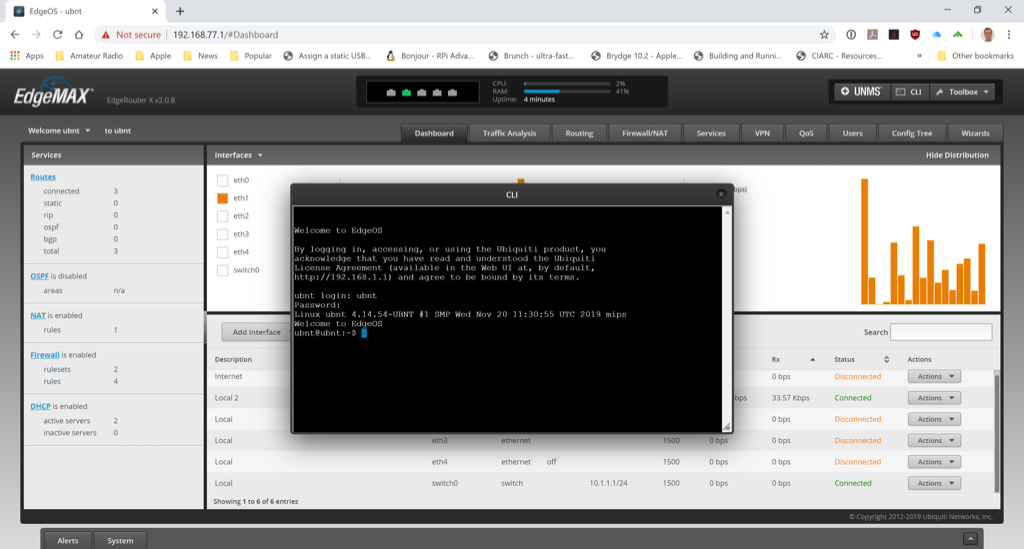 EdgeOS - ubnt
Not secure | 192.168.77.1/#Dashboard
Apps Amateur Radio Apple News Popular Assign a static USB... Bonjour - RPi Adva... Brunch - ultra-fast... Brydge 10.2 - Apple... Building and Runni... CIARC - Resources... » Other bookmarks
EdgeMAX EdgeRouter X v2.0.8
CPU: 2%
RAM: 41%
Uptime: 4 minutes
UNMS CLI Toolbox
Welcome ubnt to ubnt
Dashboard Traffic Analysis Routing Firewall/NAT Services VPN QoS Users Config Tree Wizards
Services
Routes
connected 3
static 0
rip 0
ospf 0
bgp 0
total 3
OSPF is disabled
areas n/a
NAT is enabled
rules 1
Firewall is enabled
rulesets 2
rules 4
DHCP is enabled
active servers 2
inactive servers 0
Interfaces Hide Distribution
eth0
eth1
eth2
eth3
eth4
switch0
CLI
Welcome to EdgeOS
By logging in, accessing, or using the Ubiquiti product, you
acknowledge that you have read and understood the Ubiquiti
License Agreement (available in the Web UI at, by default,
http://192.168.1.1) and agree to be bound by its terms.
ubnt login: ubnt
Password:
Linux ubnt 4.14.54-UBNT #1 SMP Wed Nov 20 11:30:55 UTC 2019 mips
Welcome to EdgeOS
ubnt@ubnt:~$
Add Interface Search
Description Rx Status Actions
Internet 0 bps Disconnected Actions
Local 2 33.57 Kbps Connected Actions
Local 0 bps Disconnected Actions
Local eth3 ethernet 1500 0 bps 0 bps Disconnected Actions
Local eth4 ethernet off 1500 0 bps 0 bps Disconnected Actions
Local switch0 switch 10.1.1.1/24 1500 0 bps 0 bps Connected Actions
Showing 1 to 6 of 6 entries
© Copyright 2012-2019 Ubiquiti Networks, Inc.
Alerts System